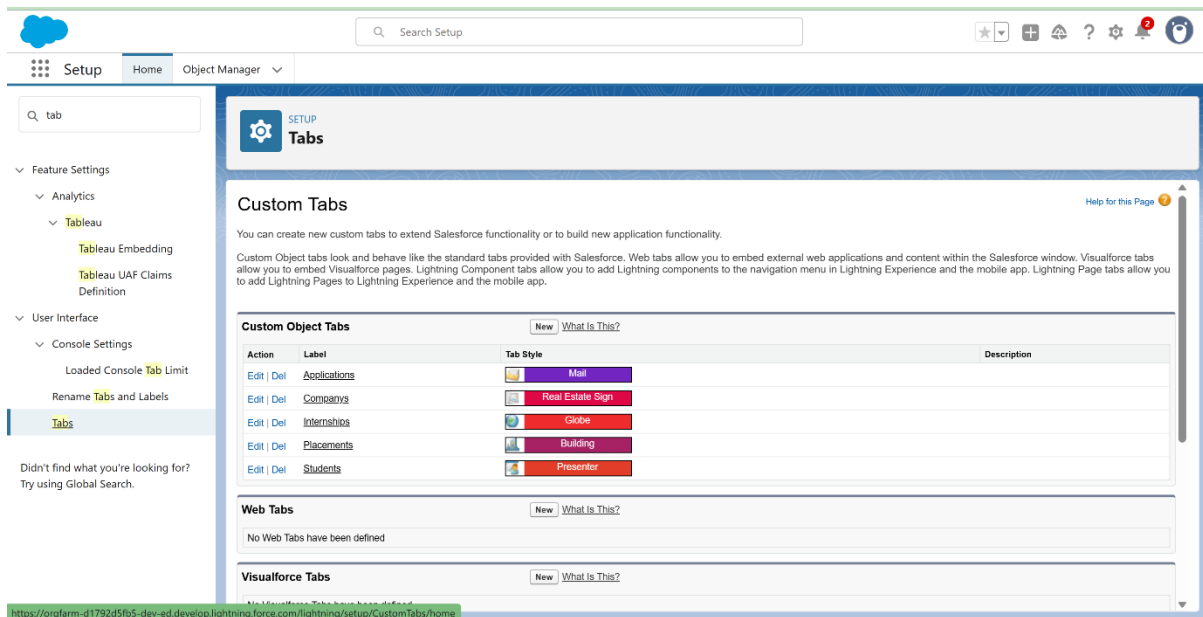 Search Setup
2
Setup
Home
Object Manager
tab
Feature Settings
Analytics
Tableau
Tableau Embedding
Tableau UAF Claims
Definition
User Interface
Console Settings
Loaded Console Tab Limit
Rename Tabs and Labels
Tabs
Didn't find what you're looking for?
Try using Global Search.
SETUP
Tabs
Custom Tabs
Help for this Page
You can create new custom tabs to extend Salesforce functionality or to build new application functionality.
Custom Object tabs look and behave like the standard tabs provided with Salesforce. Web tabs allow you to embed external web applications and content within the Salesforce window. Visualforce tabs
allow you to embed Visualforce pages. Lightning Component tabs allow you to add Lightning components to the navigation menu in Lightning Experience and the mobile app. Lightning Page tabs allow you
to add Lightning Pages to Lightning Experience and the mobile app.
Custom Object Tabs New What Is This?
Action Label Tab Style Description
Edit | Del Applications Mail
Edit | Del Companys Real Estate Sign
Edit | Del Internships Globe
Edit | Del Placements Building
Edit | Del Students Presenter
Web Tabs New What Is This?
No Web Tabs have been defined
Visualforce Tabs New What Is This?
No Visualforce Tabs have been defined
https://orgfarm-d1792d5fb5-dev-ed.develop.lightning.force.com/lightning/setup/CustomTabs/home